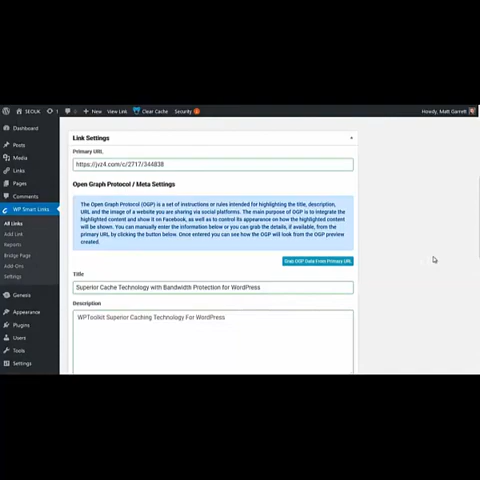 SEOUK 1 New View Link Clear Cache Security Howdy, Matt Garrett
Dashboard
Posts
Media
Links
Pages
Comments
WP Smart Links
All Links
Add Link
Reports
Bridge Page
Add Ons
Settings
Genesis
Appearance
Plugins
Users
Tools
Settings
Link Settings
Primary URL
https://jvz4.com/c/2717/344838
Open Graph Protocol / Meta Settings
The Open Graph Protocol (OGP) is a set of instructions or rules intended for highlighting the title, description,
URL and the image of a website you are sharing via social platforms. The main purpose of OGP is to integrate the
highlighted content and show it on Facebook, as well as to control its appearance on how the highlighted content
will be shown. You can manually enter the information below or you can grab the details, if available, from the
primary URL by clicking the button below. Once entered you can see how the OGP will look from the OGP preview
created.
Grab OGP Data From Primary URL
Title
Superior Cache Technology with Bandwidth Protection for WordPress
Description
WPToolkit Superior Caching Technology For WordPress